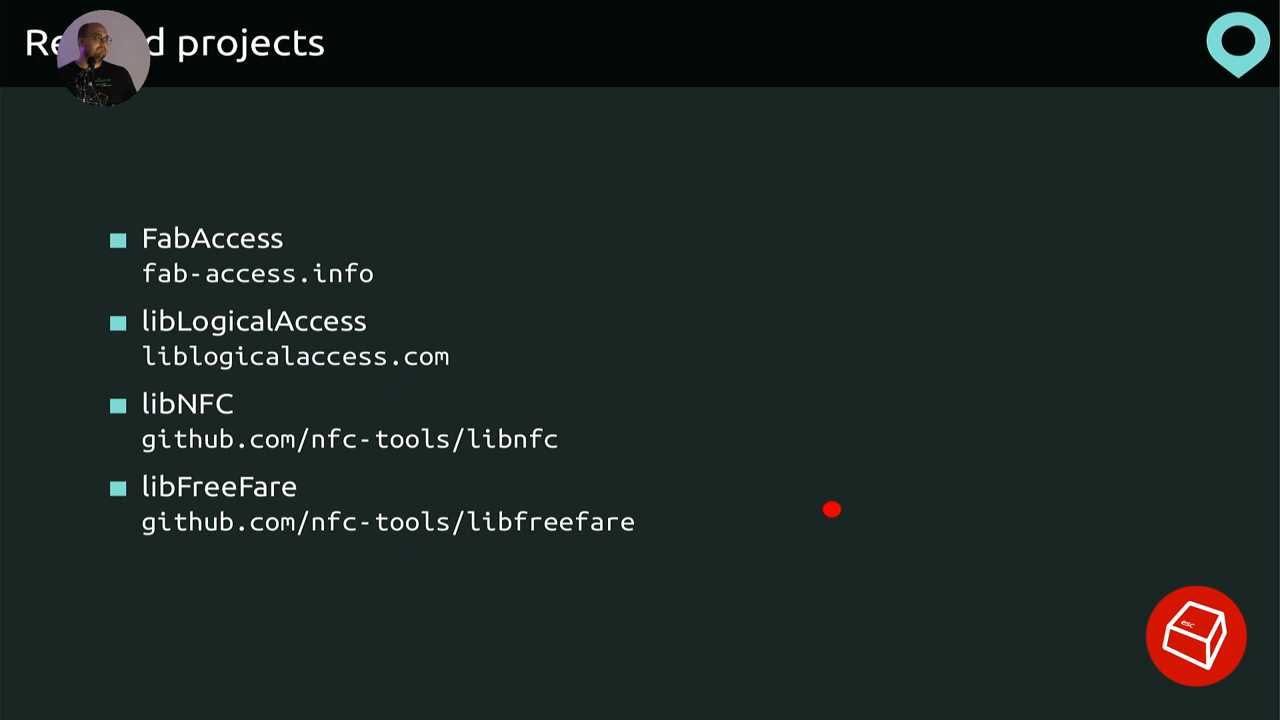 projects
FabAccess
fab-access.info
libLogicalAccess
liblogicalaccess.com
libNFC
github.com/nfc-tools/libnfc
libFreeFare
github.com/nfc-tools/libfreefare
esc